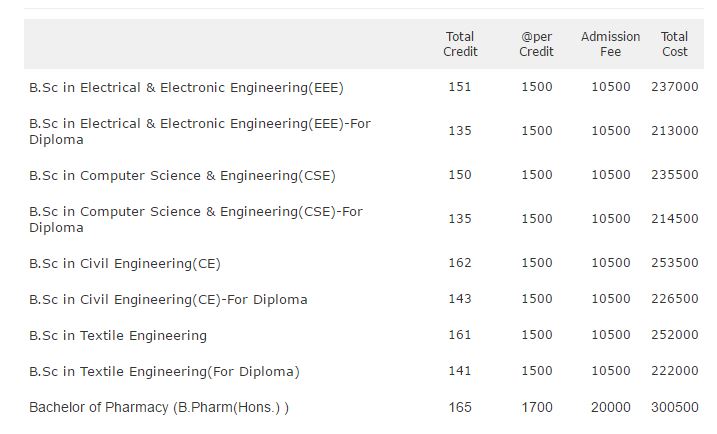 Total @per Admission Total
Credit Credit Fee Cost
B.Sc in Electrical & Electronic Engineering(EEE) 151 1500 10500 237000
B.Sc in Electrical & Electronic Engineering(EEE)-For
Diploma 135 1500 10500 213000
B.Sc in Computer Science & Engineering(CSE) 150 1500 10500 235500
B.Sc in Computer Science & Engineering(CSE)-For
Diploma 135 1500 10500 214500
B.Sc in Civil Engineering(CE) 162 1500 10500 253500
B.Sc in Civil Engineering(CE)-For Diploma 143 1500 10500 226500
B.Sc in Textile Engineering 161 1500 10500 252000
B.Sc in Textile Engineering(For Diploma) 141 1500 10500 222000
Bachelor of Pharmacy (B.Pharm(Hons.) ) 165 1700 20000 300500